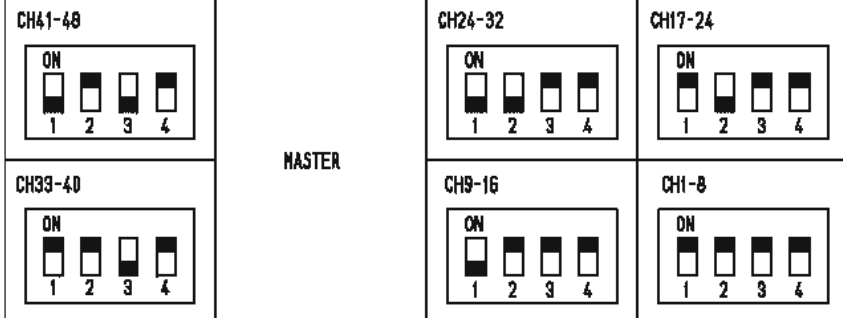 CH41-48
ON
1 2 3 4
CH24-32
ON
1 2 3 4
CH17-24
ON
1 2 3 4
MASTER
CH33-40
ON
1 2 3 4
CH9-16
ON
1 2 3 4
CH1-8
ON
1 2 3 4